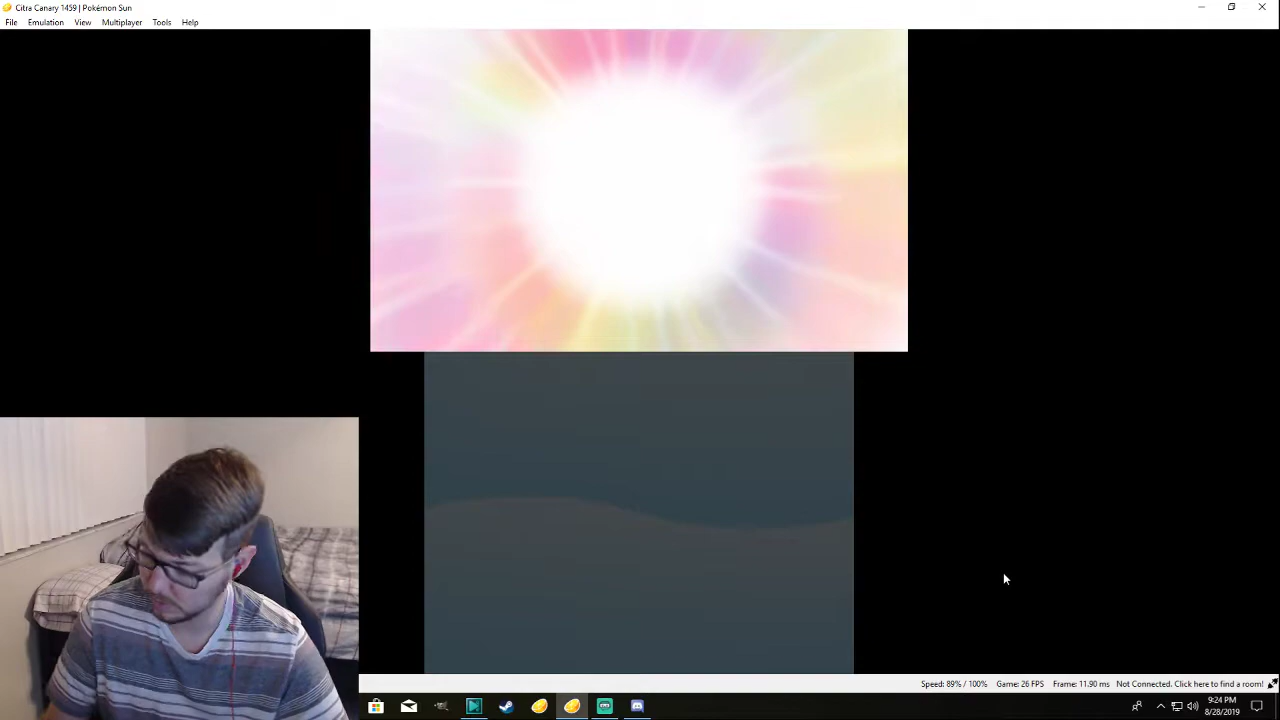 Citra Canary 1459 | Pokémon Sun
File Emulation View Multiplayer Tools Help
Speed: 89% / 100% Game: 26 FPS Frame: 11.90 ms Not Connected. Click here to find a room!
9:24 PM
8/28/2019